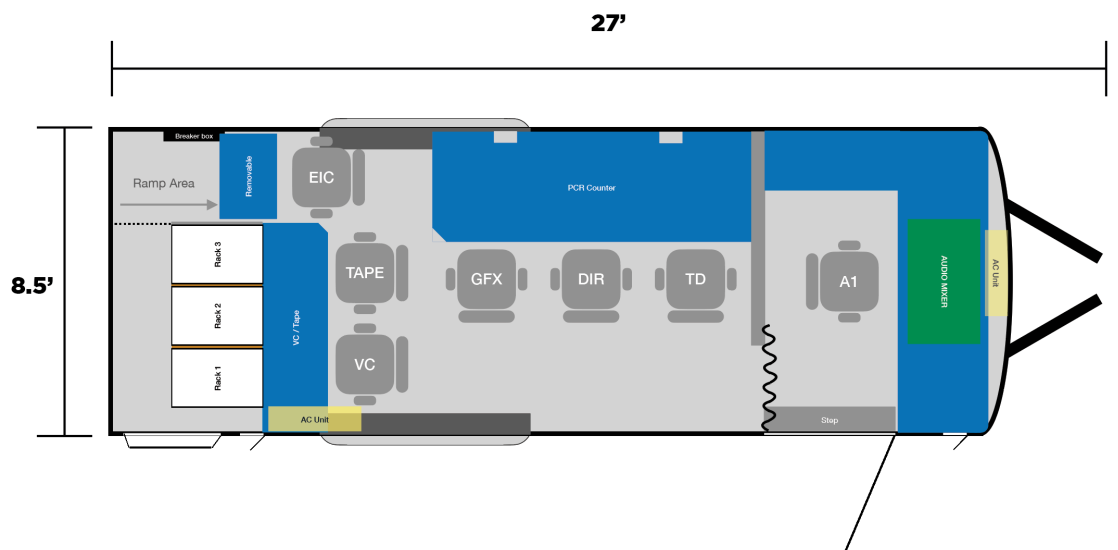 27’
8.5’
Breaker box
Ramp Area
Removable
EIC
PCR Counter
Rack 3
Rack 2
Rack 1
VC / Tape
TAPE
VC
GFX
DIR
TD
A1
AUDIO MIXER
AC Unit
AC Unit
Step